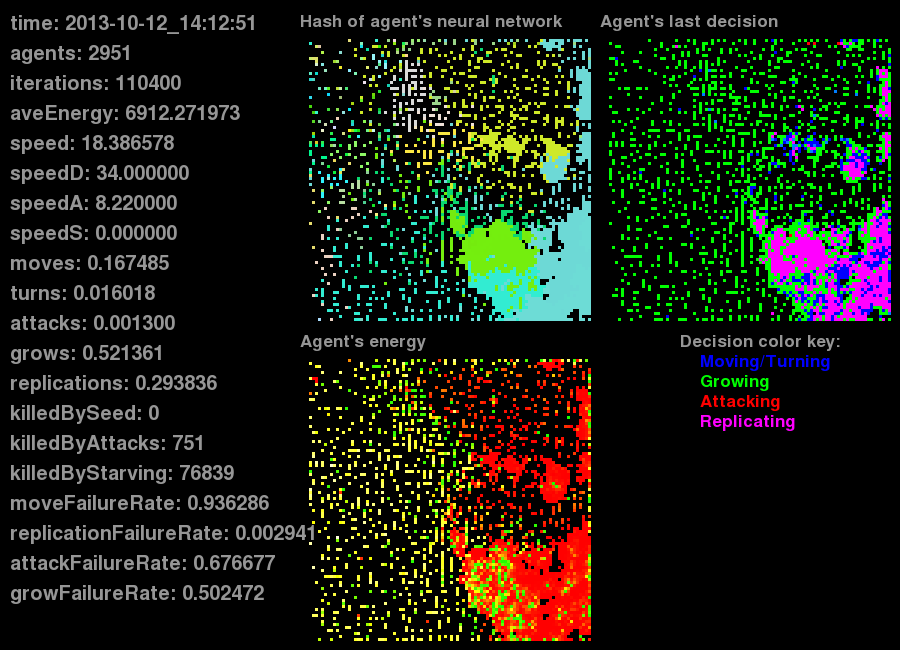 time: 2013-10-12_14:12:51
agents: 2951
iterations: 110400
aveEnergy: 6912.271973
speed: 18.386578
speedD: 34.000000
speedA: 8.220000
speedS: 0.000000
moves: 0.167485
turns: 0.016018
attacks: 0.001300
grows: 0.521361
replications: 0.293836
killedBySeed: 0
killedByAttacks: 751
killedByStarving: 76839
moveFailureRate: 0.936286
replicationFailureRate: 0.002941
attackFailureRate: 0.676677
growFailureRate: 0.502472
Hash of agent's neural network
Agent's last decision
Agent's energy
Decision color key:
Moving/Turning
Growing
Attacking
Replicating